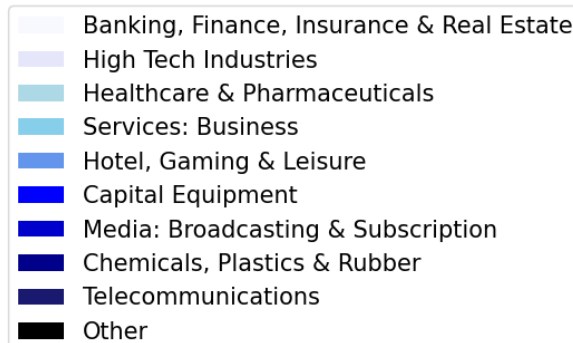 Banking, Finance, Insurance & Real Estate
High Tech Industries
Healthcare & Pharmaceuticals
Services: Business
Hotel, Gaming & Leisure
Capital Equipment
Media: Broadcasting & Subscription
Chemicals, Plastics & Rubber
Telecommunications
Other